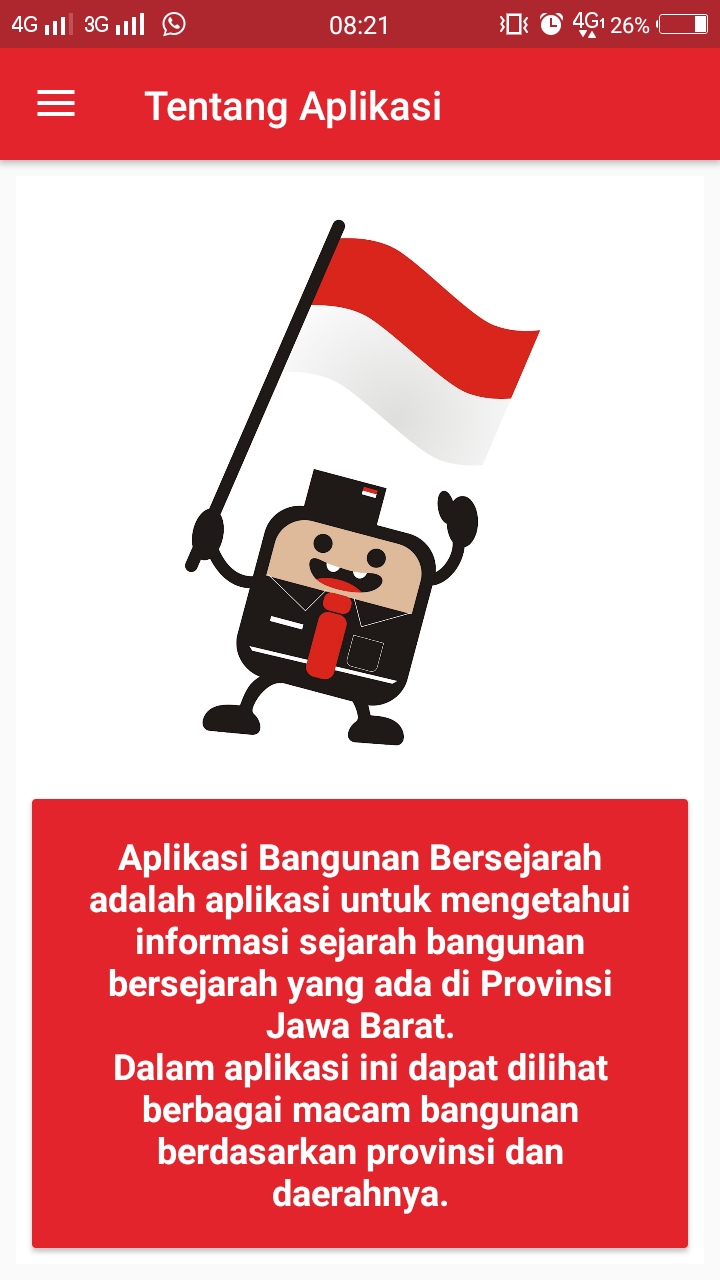 4G 3G 08:21 4G1 26%
Tentang Aplikasi
Aplikasi Bangunan Bersejarah
adalah aplikasi untuk mengetahui
informasi sejarah bangunan
bersejarah yang ada di Provinsi
Jawa Barat.
Dalam aplikasi ini dapat dilihat
berbagai macam bangunan
berdasarkan provinsi dan
daerahnya.